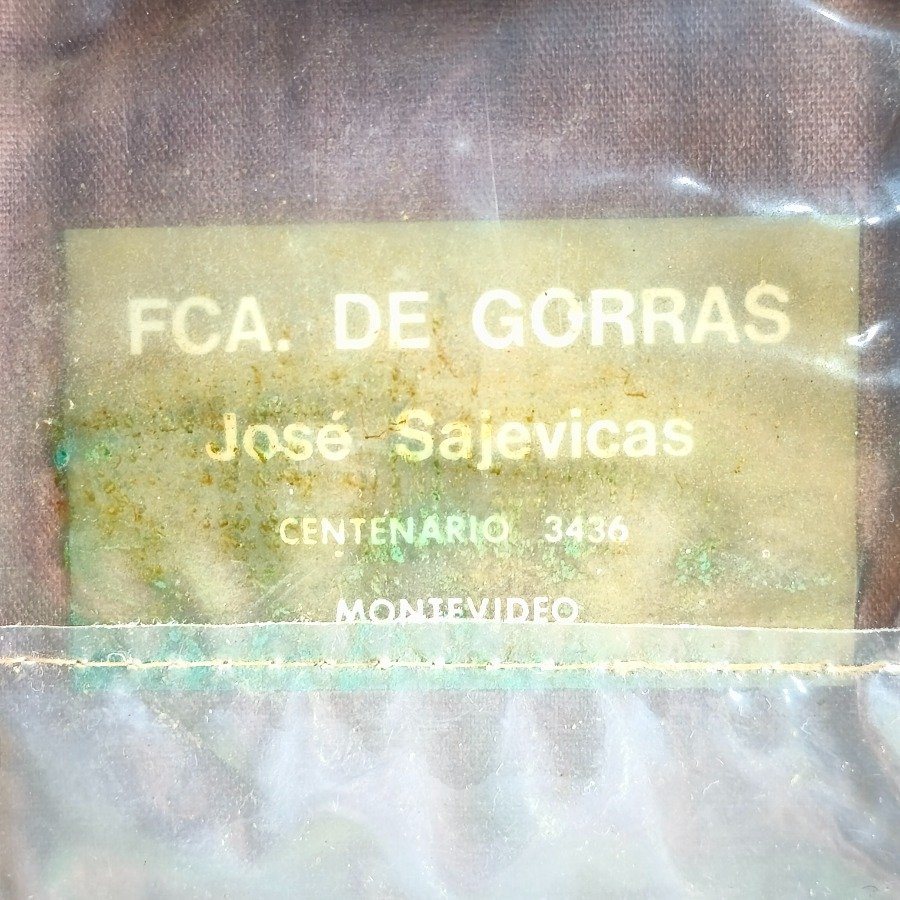 FCA. DE GORRAS
José Sajevicas
CENTENARIO 3436
MONTEVIDEO